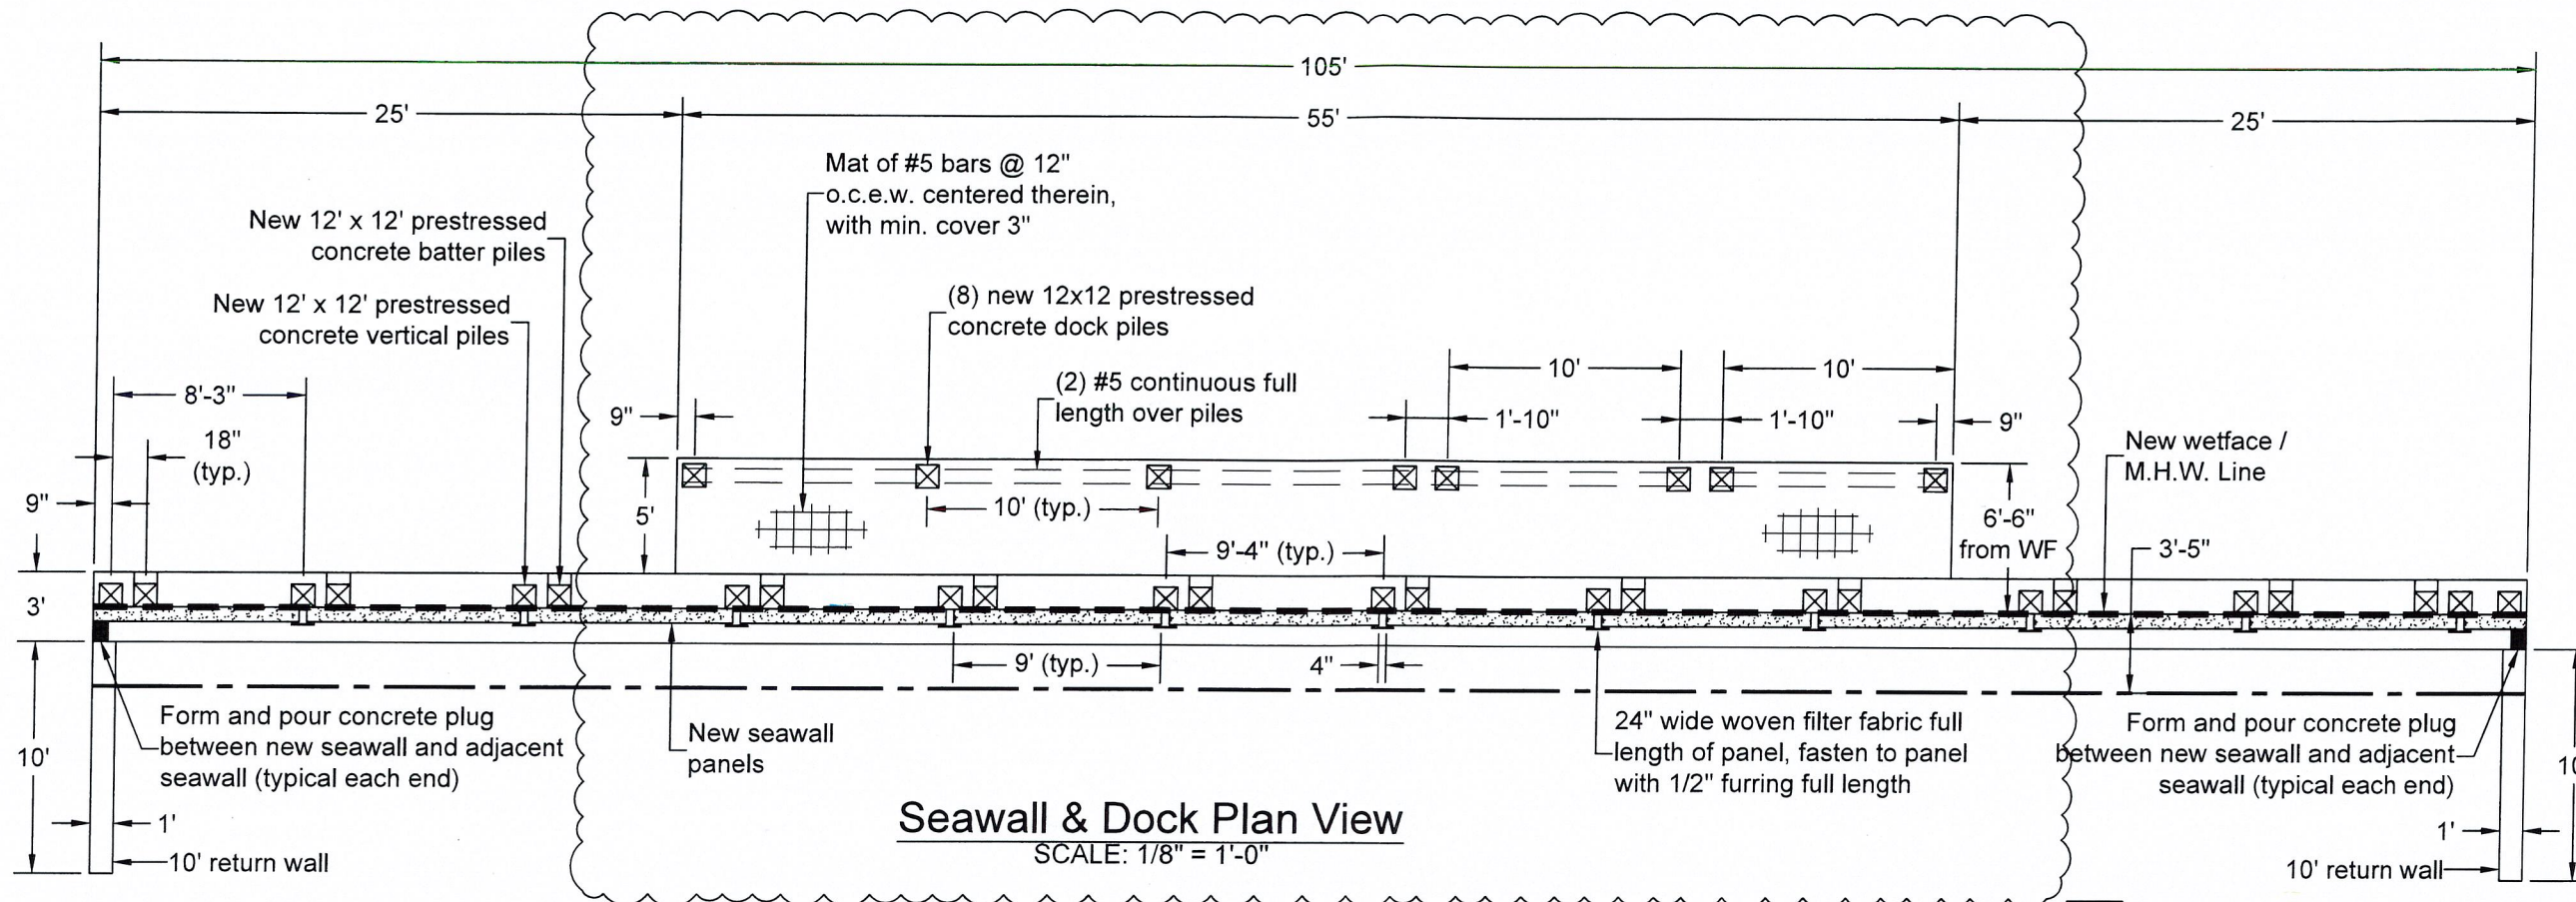 105'
25'
55'
25'
Mat of #5 bars @ 12"
o.c.e.w. centered therein,
with min. cover 3"
New 12' x 12' prestressed
concrete batter piles
New 12' x 12' prestressed
concrete vertical piles
(8) new 12x12 prestressed
concrete dock piles
(2) #5 continuous full
length over piles
10'
10'
8'-3"
9"
1'-10"
1'-10"
9"
18"
(typ.)
New wetface /
M.H.W. Line
9"
5'
10' (typ.)
6'-6"
from WF
3'-5"
9'-4" (typ.)
3'
9' (typ.)
4"
Form and pour concrete plug
between new seawall and adjacent
seawall (typical each end)
New seawall
panels
24" wide woven filter fabric full
length of panel, fasten to panel
with 1/2" furring full length
Form and pour concrete plug
between new seawall and adjacent
seawall (typical each end)
10'
1'
10' return wall
Seawall & Dock Plan View
SCALE: 1/8" = 1'-0"
1'
10' return wall